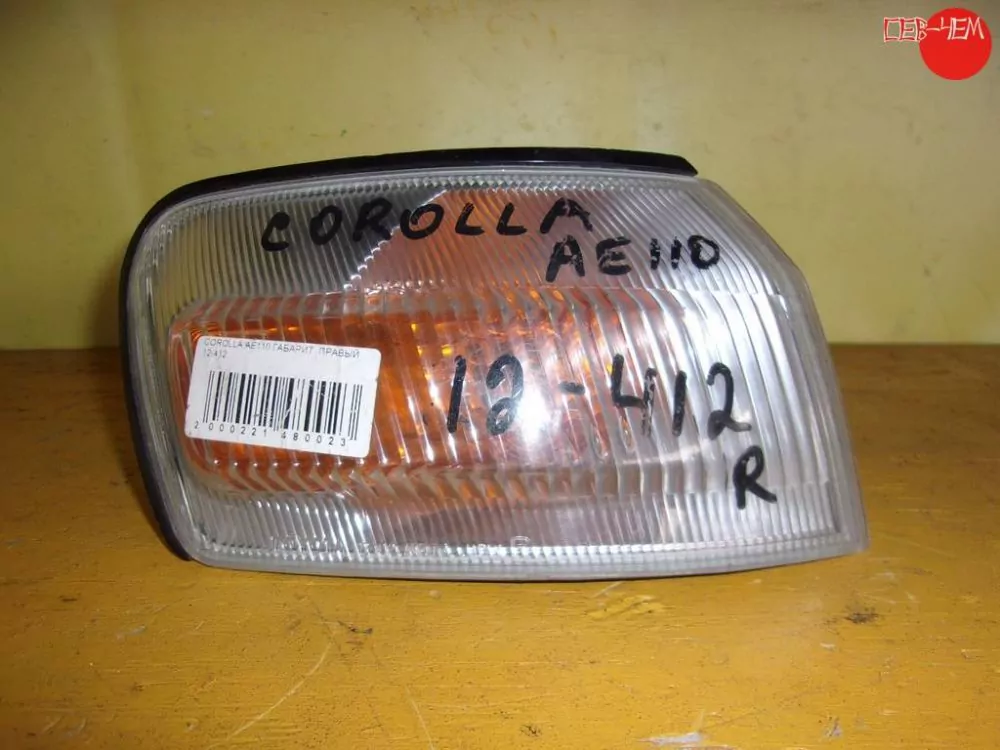 СЕВ-ЧЕМ
COROLLA
AE110
COROLLA AE110 ГАБАРИТ ПРАВЫЙ
12-412
2 000221 480023
12-412
R